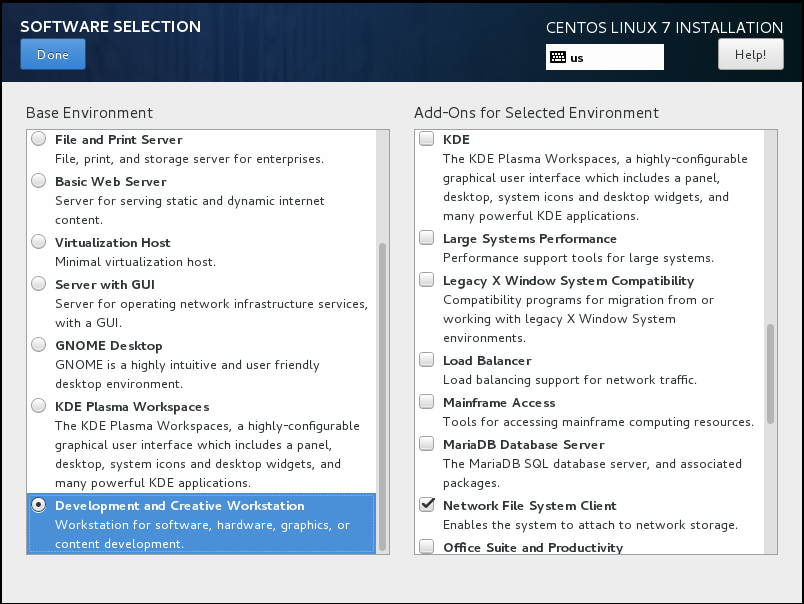 SOFTWARE SELECTION
CENTOS LINUX 7 INSTALLATION
Done
us
Help!
Base Environment
File and Print Server
File, print, and storage server for enterprises.
Basic Web Server
Server for serving static and dynamic internet
content.
Virtualization Host
Minimal virtualization host.
Server with GUI
Server for operating network infrastructure services,
with a GUI.
GNOME Desktop
GNOME is a highly intuitive and user friendly
desktop environment.
KDE Plasma Workspaces
The KDE Plasma Workspaces, a highly-configurable
graphical user interface which includes a panel,
desktop, system icons and desktop widgets, and
many powerful KDE applications.
Development and Creative Workstation
Workstation for software, hardware, graphics, or
content development.
Add-Ons for Selected Environment
KDE
The KDE Plasma Workspaces, a highly-configurable
graphical user interface which includes a panel,
desktop, system icons and desktop widgets, and
many powerful KDE applications.
Large Systems Performance
Performance support tools for large systems.
Legacy X Window System Compatibility
Compatibility programs for migration from or
working with legacy X Window System
environments.
Load Balancer
Load balancing support for network traffic.
Mainframe Access
Tools for accessing mainframe computing resources.
MariaDB Database Server
The MariaDB SQL database server, and associated
packages.
Network File System Client
Enables the system to attach to network storage.
Office Suite and Productivity